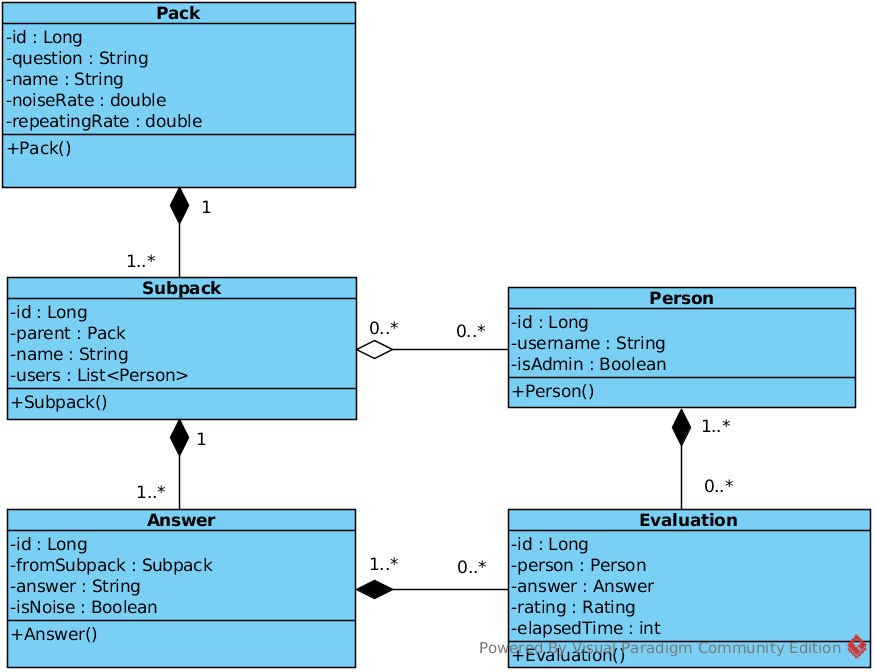 Pack
-id : Long
-question : String
-name : String
-noiseRate : double
-repeatingRate : double
+Pack()
1
1..*
Subpack
-id : Long
-parent : Pack
-name : String
-users : List<Person>
+Subpack()
0..*
0..*
Person
-id : Long
-username : String
-isAdmin : Boolean
+Person()
1
1..*
1..*
0..*
Answer
-id : Long
-fromSubpack : Subpack
-answer : String
-isNoise : Boolean
+Answer()
1..*
0..*
Evaluation
-id : Long
-person : Person
-answer : Answer
-rating : Rating
-elapsedTime : int
+Evaluation()
Powered By Visual Paradigm Community Edition